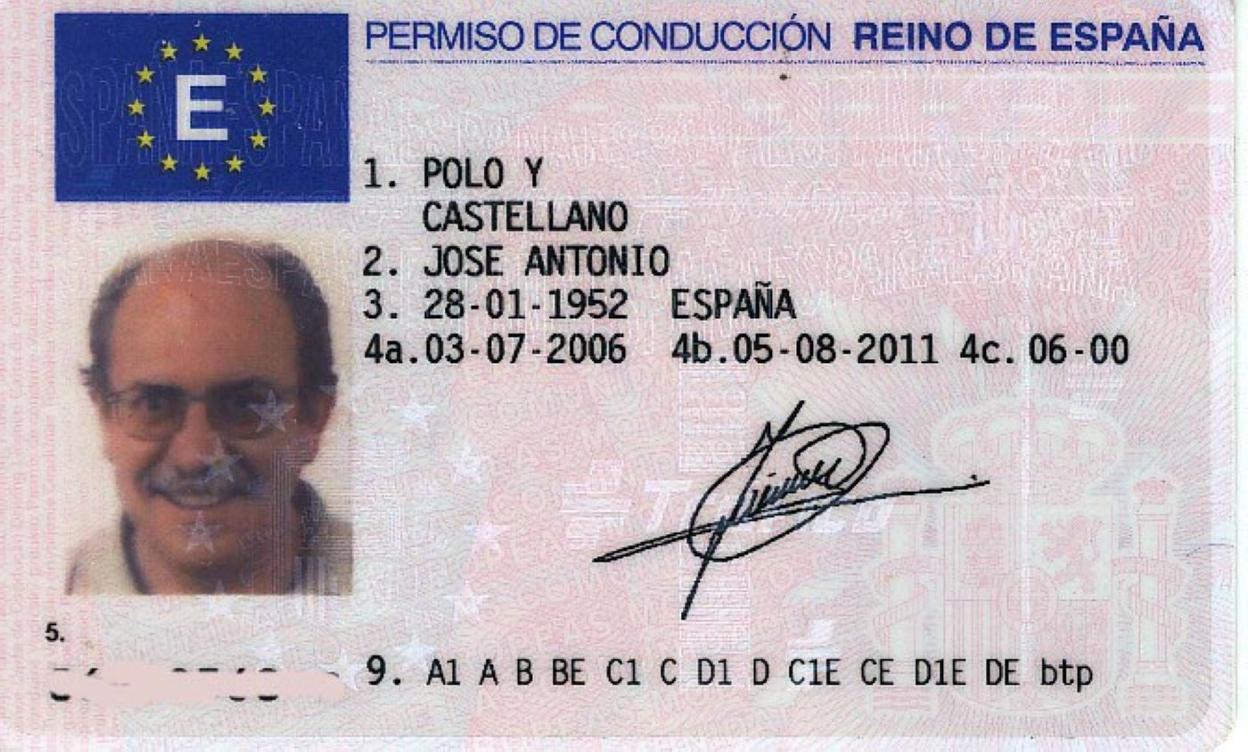 E
PERMISO DE CONDUCCIÓN REINO DE ESPAÑA
1. POLO Y
CASTELLANO
2. JOSE ANTONIO
3. 28-01-1952 ESPAÑA
4a.03-07-2006 4b.05-08-2011 4c. 06-00
5.
9. A1 A B BE C1 C D1 D C1E CE D1E DE btp